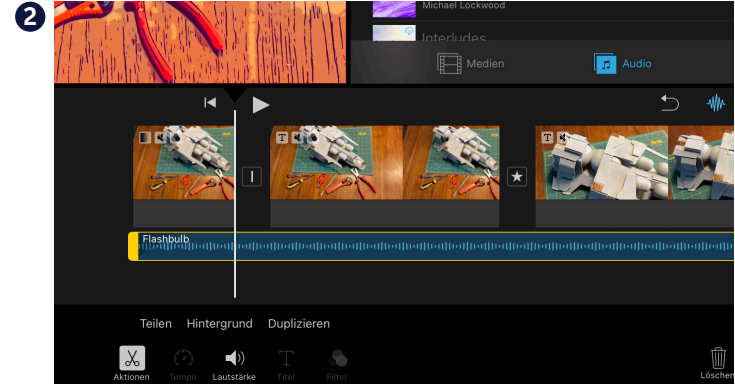 2
Michael Lockwood
Interludes
Medien
Audio
T
T
Flashbulb
Teilen Hintergrund Duplizieren
T
Aktionen Tempo Lautstärke Titel Filter Löschen